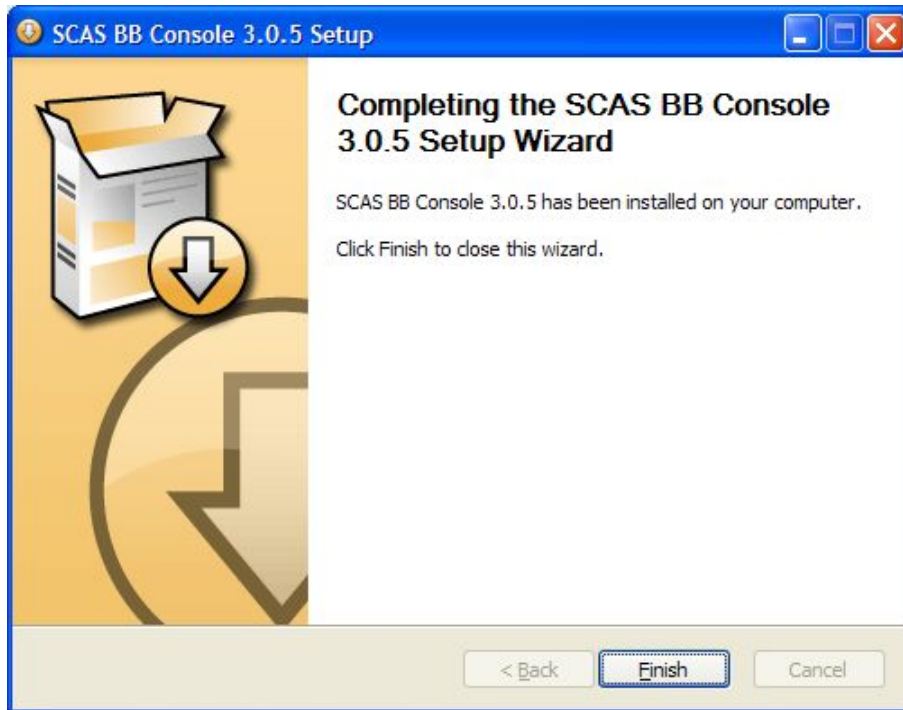 SCAS BB Console 3.0.5 Setup
Completing the SCAS BB Console
3.0.5 Setup Wizard
SCAS BB Console 3.0.5 has been installed on your computer.
Click Finish to close this wizard.
< Back Finish Cancel